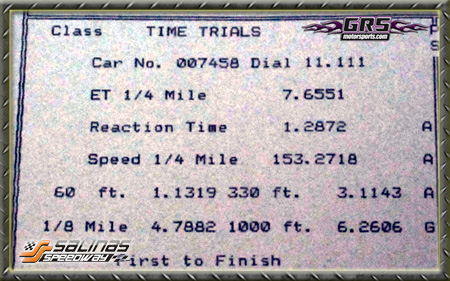 Class TIME TRIALS GRS
motorsports.com
Car No. 007458 Dial 11.111
ET 1/4 Mile 7.6551
Reaction Time 1.2872 A
Speed 1/4 Mile 153.2718 A
60 ft. 1.1319 330 ft. 3.1143 A
1/8 Mile 4.7882 1000 ft. 6.2606 G
SALINAS
SPEEDWAY
First to Finish